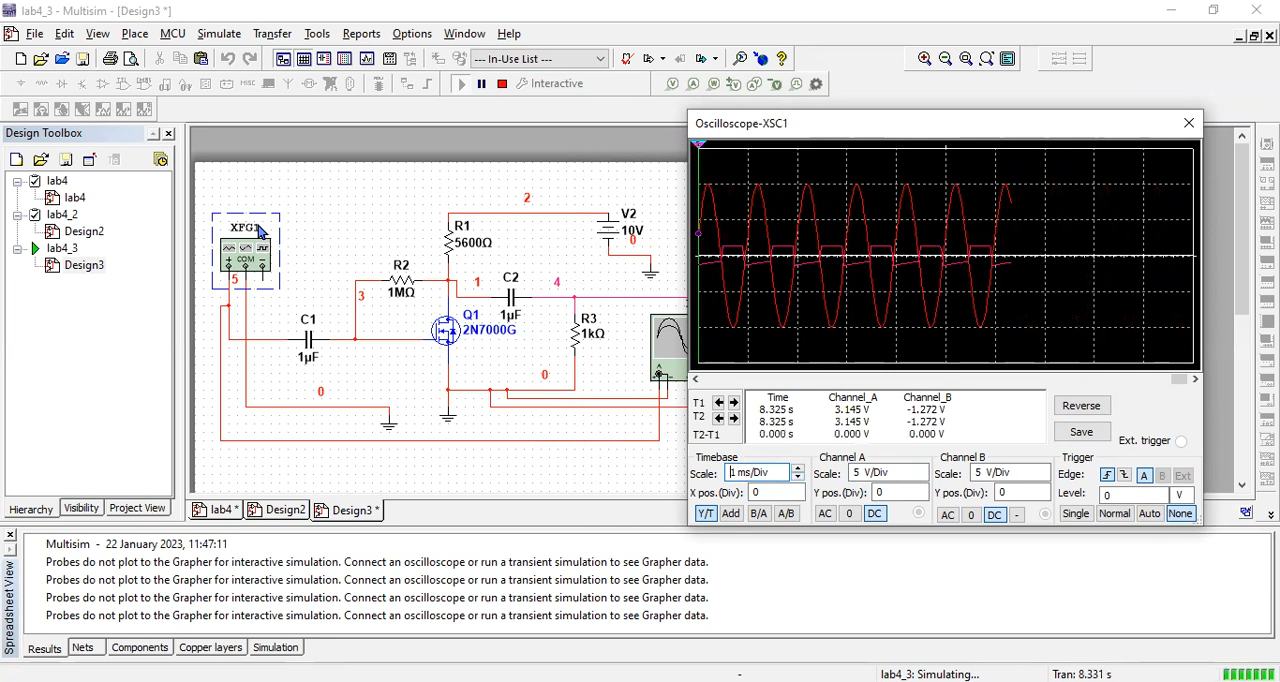 lab4_3 - Multisim - [Design3 *]
File Edit View Place MCU Simulate Transfer Tools Reports Options Window Help
--- In-Use List ---
Interactive
Design Toolbox
lab4
lab4
lab4_2
Design2
lab4_3
Design3
Hierarchy Visibility Project View
XFG1
COM
5
C1
1µF
0
3
R2
1MΩ
R1
5600Ω
2
V2
10V
0
1
C2
1µF
4
Q1
2N7000G
R3
1kΩ
0
A
lab4 * Design2 Design3 *
Oscilloscope-XSC1
Time Channel_A Channel_B
T1 8.325 s 3.145 V -1.272 V
T2 8.325 s 3.145 V -1.272 V
T2-T1 0.000 s 0.000 V 0.000 V
Reverse
Save
Ext. trigger
Timebase
Scale: 1 ms/Div
X pos.(Div): 0
Y/T Add B/A A/B
Channel A
Scale: 5 V/Div
Y pos.(Div): 0
AC 0 DC
Channel B
Scale: 5 V/Div
Y pos.(Div): 0
AC 0 DC -
Trigger
Edge: A B Ext
Level: 0 V
Single Normal Auto None
Spreadsheet View
Multisim - 22 January 2023, 11:47:11
Probes do not plot to the Grapher for interactive simulation. Connect an oscilloscope or run a transient simulation to see Grapher data.
Probes do not plot to the Grapher for interactive simulation. Connect an oscilloscope or run a transient simulation to see Grapher data.
Probes do not plot to the Grapher for interactive simulation. Connect an oscilloscope or run a transient simulation to see Grapher data.
Probes do not plot to the Grapher for interactive simulation. Connect an oscilloscope or run a transient simulation to see Grapher data.
Results Nets Components Copper layers Simulation
- lab4_3: Simulating... Tran: 8.331 s